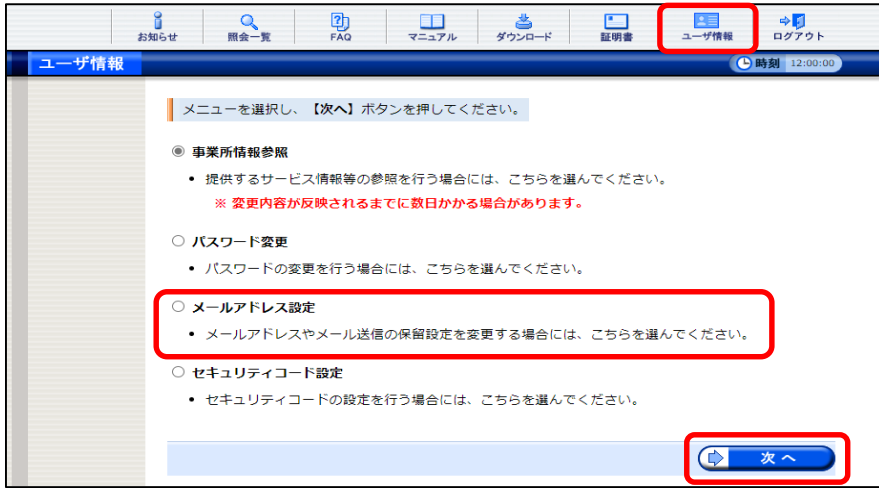 お知らせ 照会一覧 FAQ マニュアル ダウンロード 証明書 ユーザ情報 ログアウト
ユーザ情報 時刻 12:00:00
メニューを選択し、【次へ】ボタンを押してください。
事業所情報参照
• 提供するサービス情報等の参照を行う場合には、こちらを選んでください。
※ 変更内容が反映されるまでに数日かかる場合があります。
パスワード変更
• パスワードの変更を行う場合には、こちらを選んでください。
メールアドレス設定
• メールアドレスやメール送信の保留設定を変更する場合には、こちらを選んでください。
セキュリティコード設定
• セキュリティコードの設定を行う場合には、こちらを選んでください。
次 へ